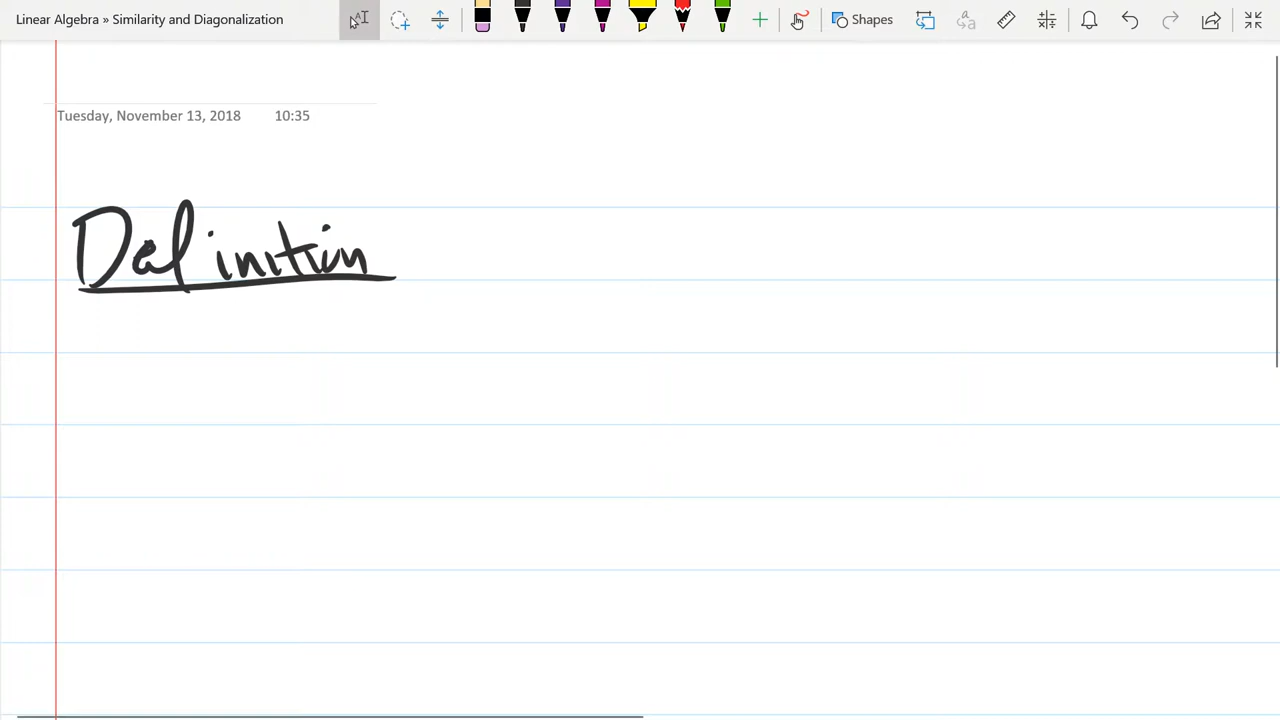 Linear Algebra » Similarity and Diagonalization
Shapes
Tuesday, November 13, 2018 10:35
Definition